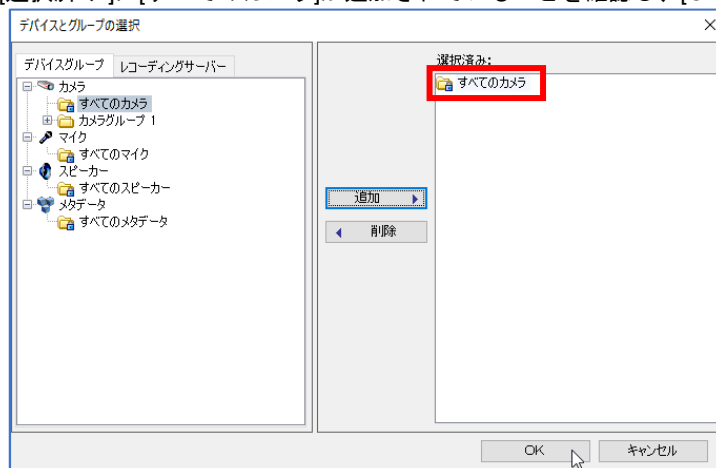 デバイスとグループの選択
デバイスグループ レコーディングサーバー
カメラ
すべてのカメラ
カメラグループ 1
マイク
すべてのマイク
スピーカー
すべてのスピーカー
メタデータ
すべてのメタデータ
追加
削除
選択済み:
すべてのカメラ
OK キャンセル